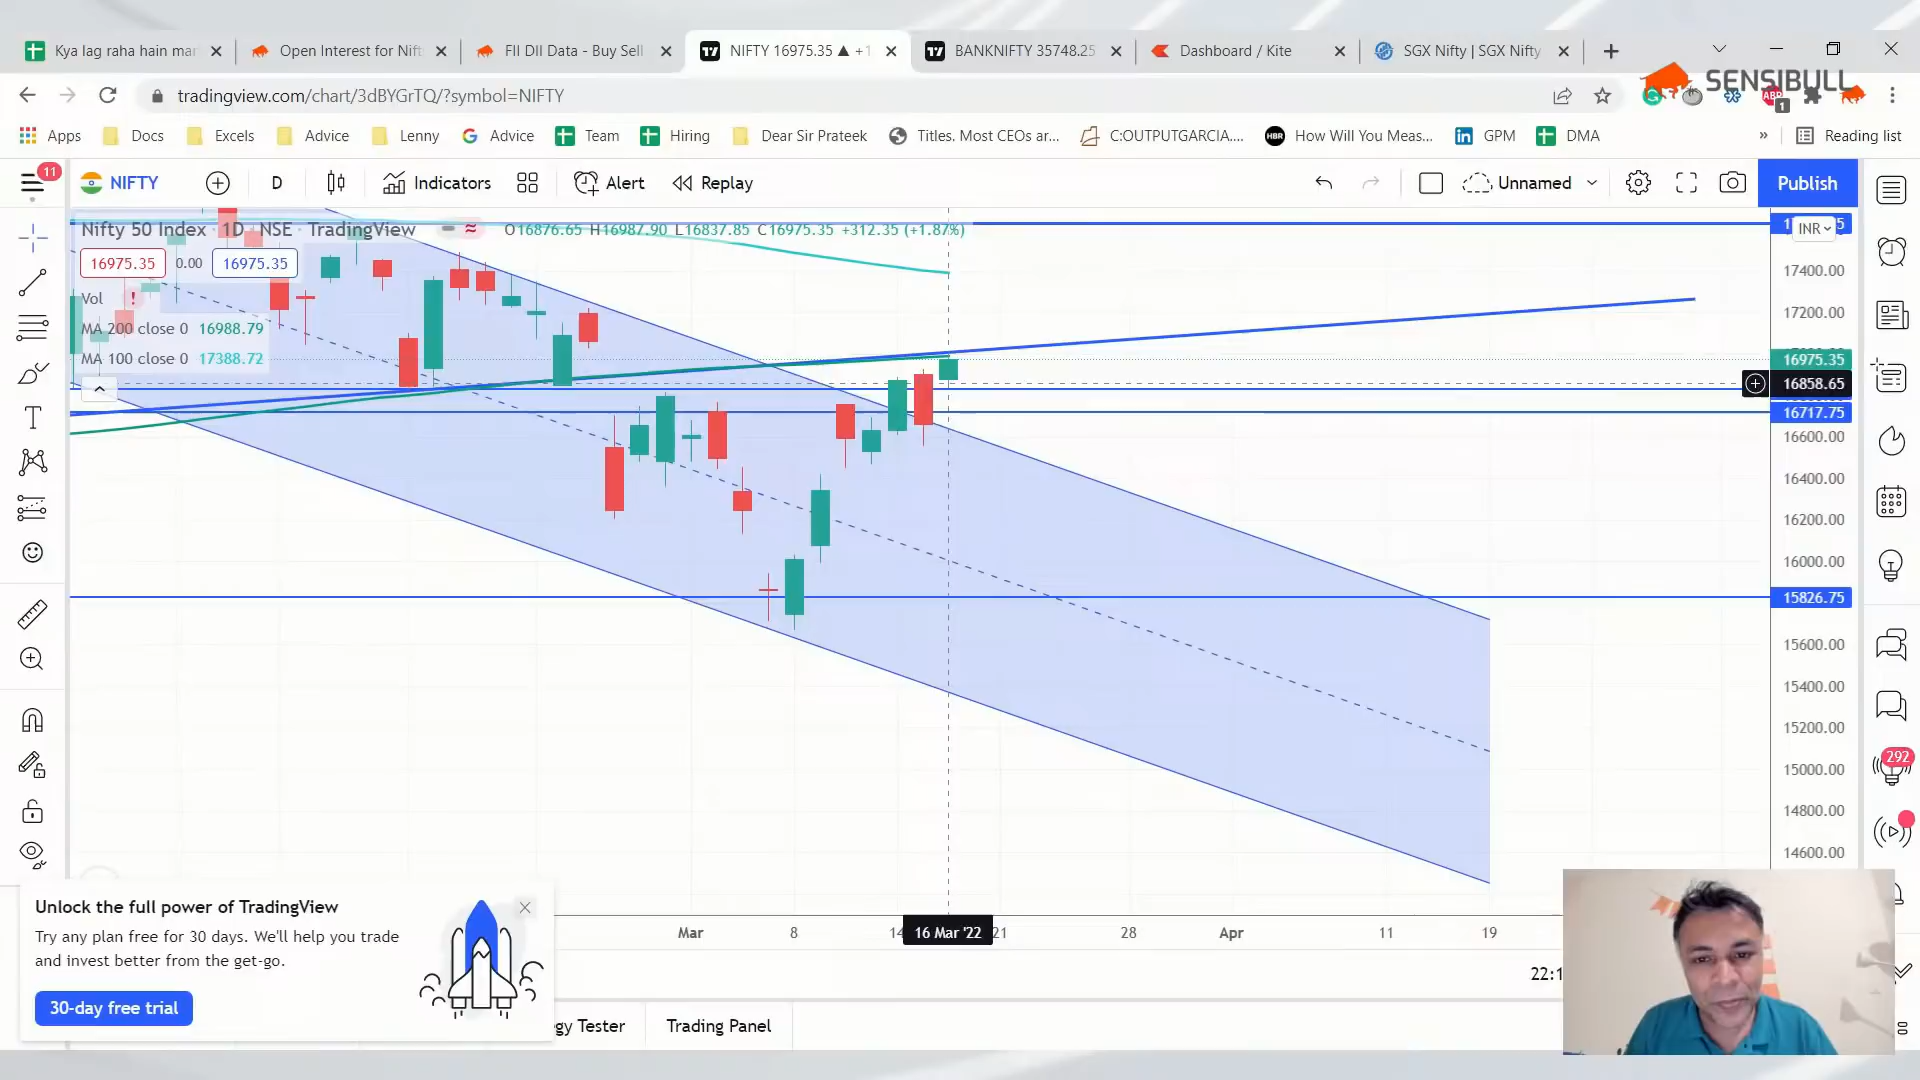 Kya lag raha hain mar
Open Interest for Nift
FII DII Data - Buy Sell
NIFTY 16975.35 ▲ +1
BANKNIFTY 35748.25
Dashboard / Kite
SGX Nifty | SGX Nifty
tradingview.com/chart/3dBYGrTQ/?symbol=NIFTY
SENSIBULL
ABP
1
Apps
Docs
Excels
Advice
Lenny
Advice
Team
Hiring
Dear Sir Prateek
Titles. Most CEOs ar...
C:OUTPUTGARCIA....
HBR
How Will You Meas...
GPM
DMA
»
Reading list
11
NIFTY
D
Indicators
Alert
Replay
Unnamed
Publish
Nifty 50 Index · 1D · NSE · TradingView
O16876.65 H16987.90 L16837.85 C16975.35 +312.35 (+1.87%)
INR
16975.35
0.00
16975.35
Vol
MA 200 close 0 16988.79
MA 100 close 0 17388.72
17400.00
17200.00
16975.35
16858.65
16717.75
16600.00
16400.00
16200.00
16000.00
15826.75
15600.00
15400.00
15200.00
15000.00
14800.00
14600.00
292
Mar
8
14
16 Mar '22
21
28
Apr
11
19
22:1
Unlock the full power of TradingView
Try any plan free for 30 days. We'll help you trade
and invest better from the get-go.
30-day free trial
gy Tester
Trading Panel